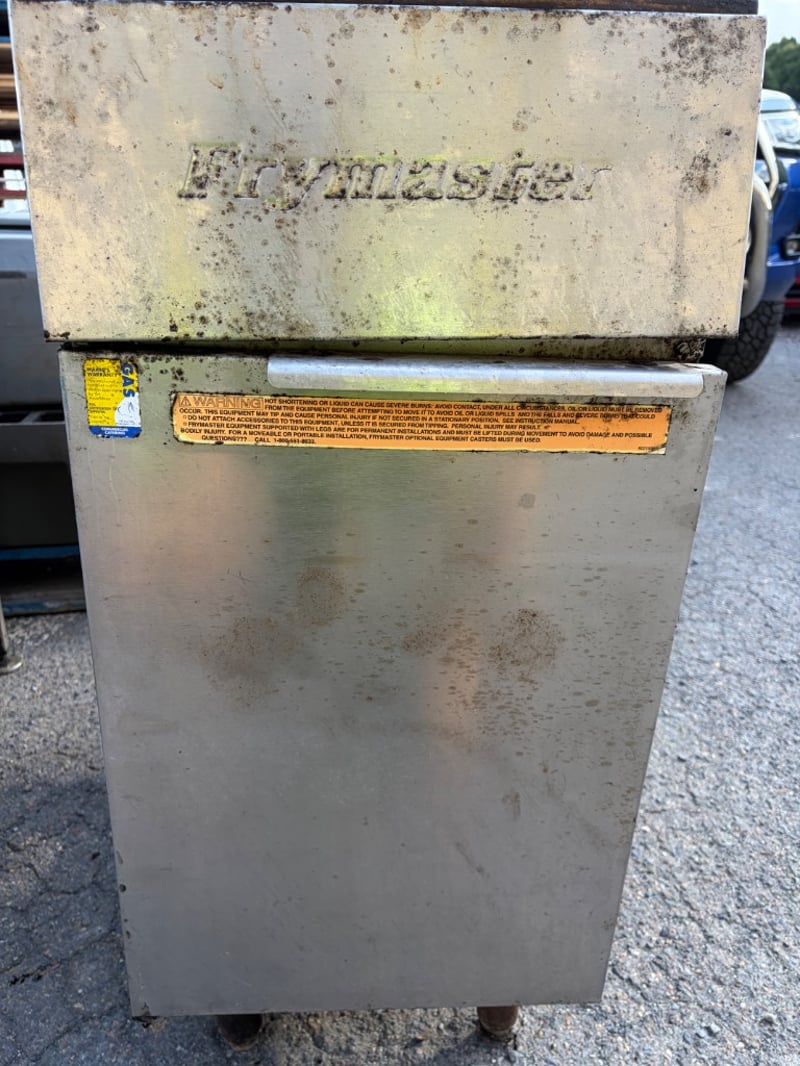 Frymaster
GAS
COMMERCIAL
CATERING
⚠ WARNING HOT SHORTENING OR LIQUID CAN CAUSE SEVERE BURNS: AVOID CONTACT, UNDER ALL CIRCUMSTANCES, OIL OR LIQUID MUST BE REMOVED
FROM THE EQUIPMENT BEFORE ATTEMPTING TO MOVE IT TO AVOID OIL OR LIQUID SPILLS AND THE FALLS AND SEVERE BURNS THAT COULD
OCCUR. THIS EQUIPMENT MAY TIP AND CAUSE PERSONAL INJURY IF NOT SECURED IN A STATIONARY POSITION. SEE INSTRUCTION MANUAL.
DO NOT ATTACH ACCESSORIES TO THIS EQUIPMENT, UNLESS IT IS SECURED FROM TIPPING. PERSONAL INJURY MAY RESULT.
FRYMASTER EQUIPMENT SUPPORTED WITH LEGS ARE FOR PERMANENT INSTALLATIONS AND MUST BE LIFTED DURING MOVEMENT TO AVOID DAMAGE AND POSSIBLE
BODILY INJURY. FOR A MOVEABLE OR PORTABLE INSTALLATION, FRYMASTER OPTIONAL EQUIPMENT CASTERS MUST BE USED.
QUESTIONS??? CALL 1-800-551-8633.